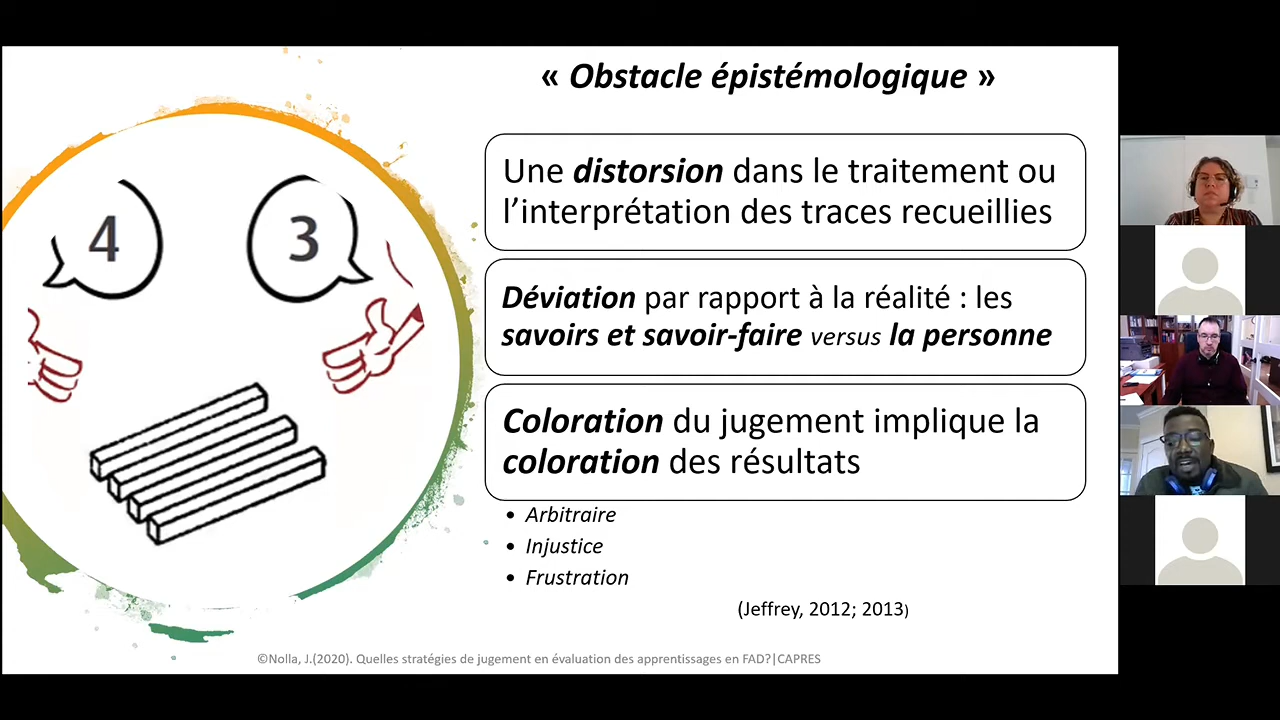 « Obstacle épistémologique »
4
3
Une distorsion dans le traitement ou
l’interprétation des traces recueillies
Déviation par rapport à la réalité : les
savoirs et savoir-faire versus la personne
Coloration du jugement implique la
coloration des résultats
• Arbitraire
• Injustice
• Frustration
(Jeffrey, 2012; 2013)
©Nolla, J.(2020). Quelles stratégies de jugement en évaluation des apprentissages en FAD?|CAPRES